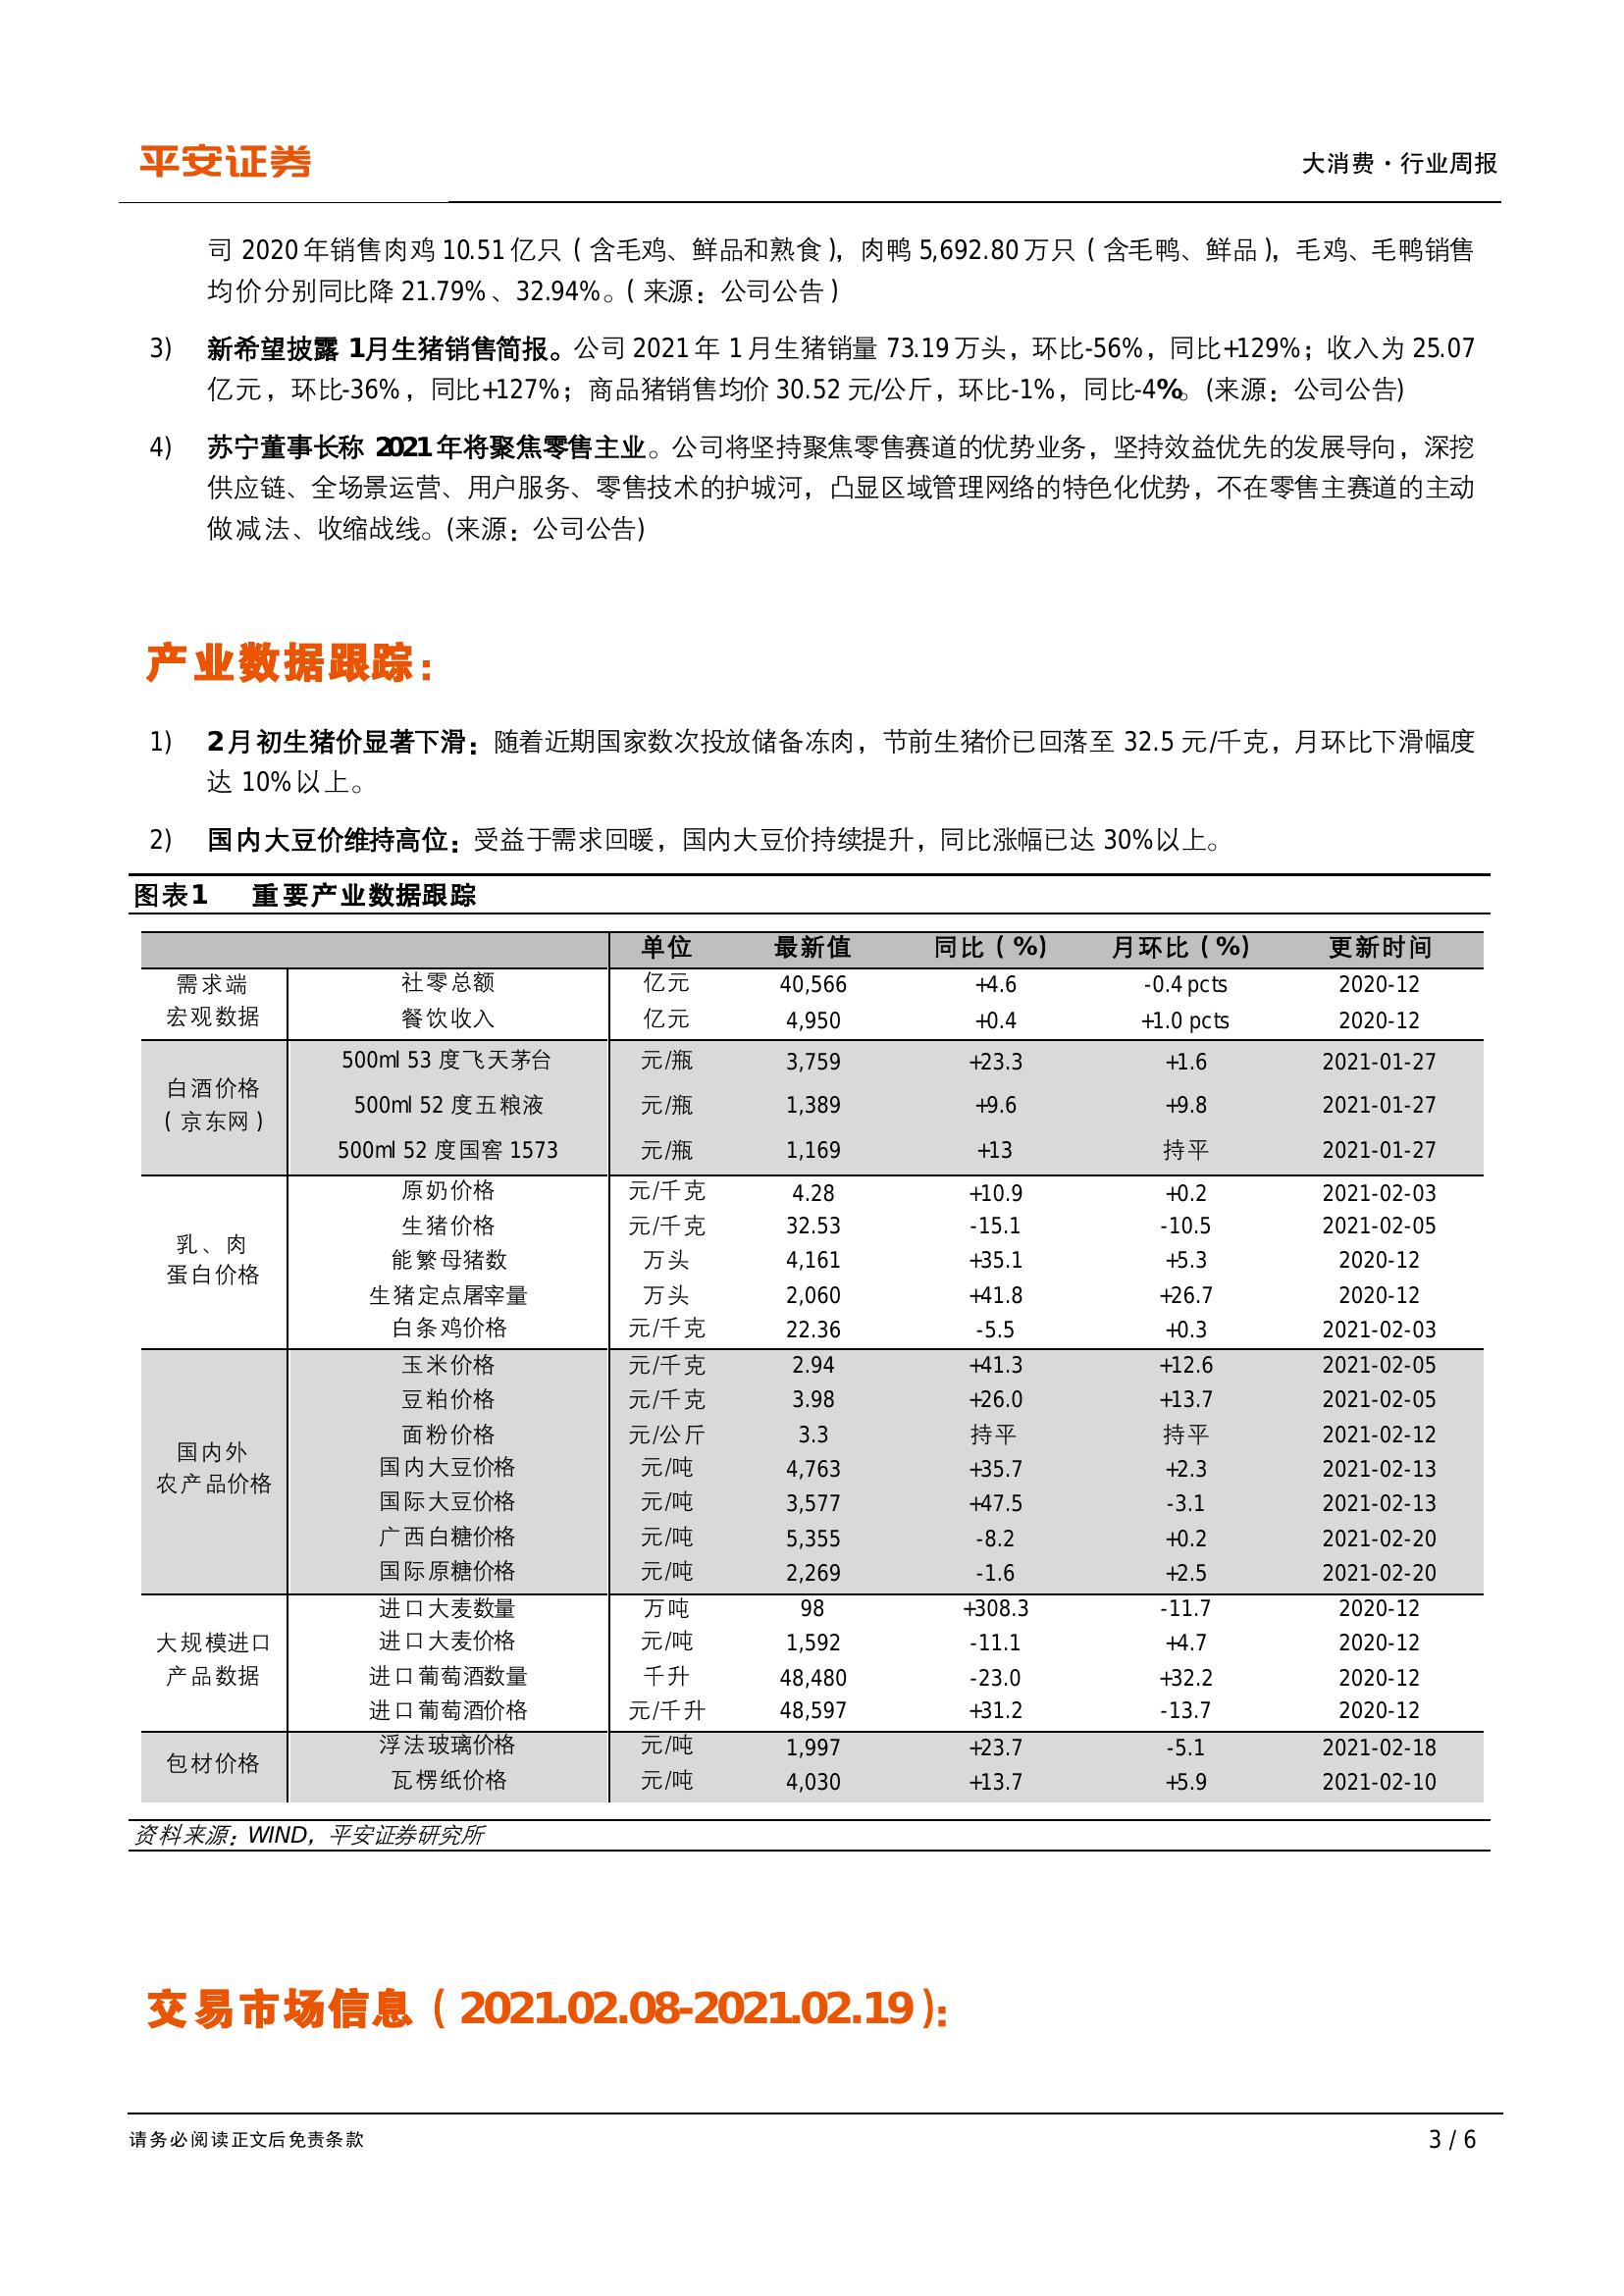 平安证券
大消费·行业周报
司 2020 年销售肉鸡 10.51 亿只（含毛鸡、鲜品和熟食），肉鸭 5,692.80 万只（含毛鸭、鲜品），毛鸡、毛鸭销售
均价分别同比降 21.79%、32.94%。（来源：公司公告）
3) 新希望披露 1月生猪销售简报。公司 2021 年 1 月生猪销量 73.19 万头，环比-56%，同比+129%；收入为 25.07
亿元，环比-36%，同比+127%；商品猪销售均价 30.52 元/公斤，环比-1%，同比-4%。(来源：公司公告)
4) 苏宁董事长称 2021 年将聚焦零售主业。公司将坚持聚焦零售赛道的优势业务，坚持效益优先的发展导向，深挖
供应链、全场景运营、用户服务、零售技术的护城河，凸显区域管理网络的特色化优势，不在零售主赛道的主动
做减法、收缩战线。(来源：公司公告)
产业数据跟踪：
1) 2 月初生猪价显著下滑：随着近期国家数次投放储备冻肉，节前生猪价已回落至 32.5 元/千克，月环比下滑幅度
达 10%以上。
2) 国内大豆价维持高位：受益于需求回暖，国内大豆价持续提升，同比涨幅已达 30%以上。
图表1 重要产业数据跟踪
单位 最新值 同比（%） 月环比（%） 更新时间
需求端
宏观数据
社零总额 亿元 40,566 +4.6 -0.4 pcts 2020-12
餐饮收入 亿元 4,950 +0.4 +1.0 pcts 2020-12
白酒价格
（京东网）
500ml 53 度飞天茅台 元/瓶 3,759 +23.3 +1.6 2021-01-27
500ml 52 度五粮液 元/瓶 1,389 +9.6 +9.8 2021-01-27
500ml 52 度国窖 1573 元/瓶 1,169 +13 持平 2021-01-27
乳、肉
蛋白价格
原奶价格 元/千克 4.28 +10.9 +0.2 2021-02-03
生猪价格 元/千克 32.53 -15.1 -10.5 2021-02-05
能繁母猪数 万头 4,161 +35.1 +5.3 2020-12
生猪定点屠宰量 万头 2,060 +41.8 +26.7 2020-12
白条鸡价格 元/千克 22.36 -5.5 +0.3 2021-02-03
国内外
农产品价格
玉米价格 元/千克 2.94 +41.3 +12.6 2021-02-05
豆粕价格 元/千克 3.98 +26.0 +13.7 2021-02-05
面粉价格 元/公斤 3.3 持平 持平 2021-02-12
国内大豆价格 元/吨 4,763 +35.7 +2.3 2021-02-13
国际大豆价格 元/吨 3,577 +47.5 -3.1 2021-02-13
广西白糖价格 元/吨 5,355 -8.2 +0.2 2021-02-20
国际原糖价格 元/吨 2,269 -1.6 +2.5 2021-02-20
大规模进口
产品数据
进口大麦数量 万吨 98 +308.3 -11.7 2020-12
进口大麦价格 元/吨 1,592 -11.1 +4.7 2020-12
进口葡萄酒数量 千升 48,480 -23.0 +32.2 2020-12
进口葡萄酒价格 元/千升 48,597 +31.2 -13.7 2020-12
包材价格
浮法玻璃价格 元/吨 1,997 +23.7 -5.1 2021-02-18
瓦楞纸价格 元/吨 4,030 +13.7 +5.9 2021-02-10
资料来源：WIND，平安证券研究所
交易市场信息（2021.02.08-2021.02.19）：
请务必阅读正文后免责条款
3 / 6